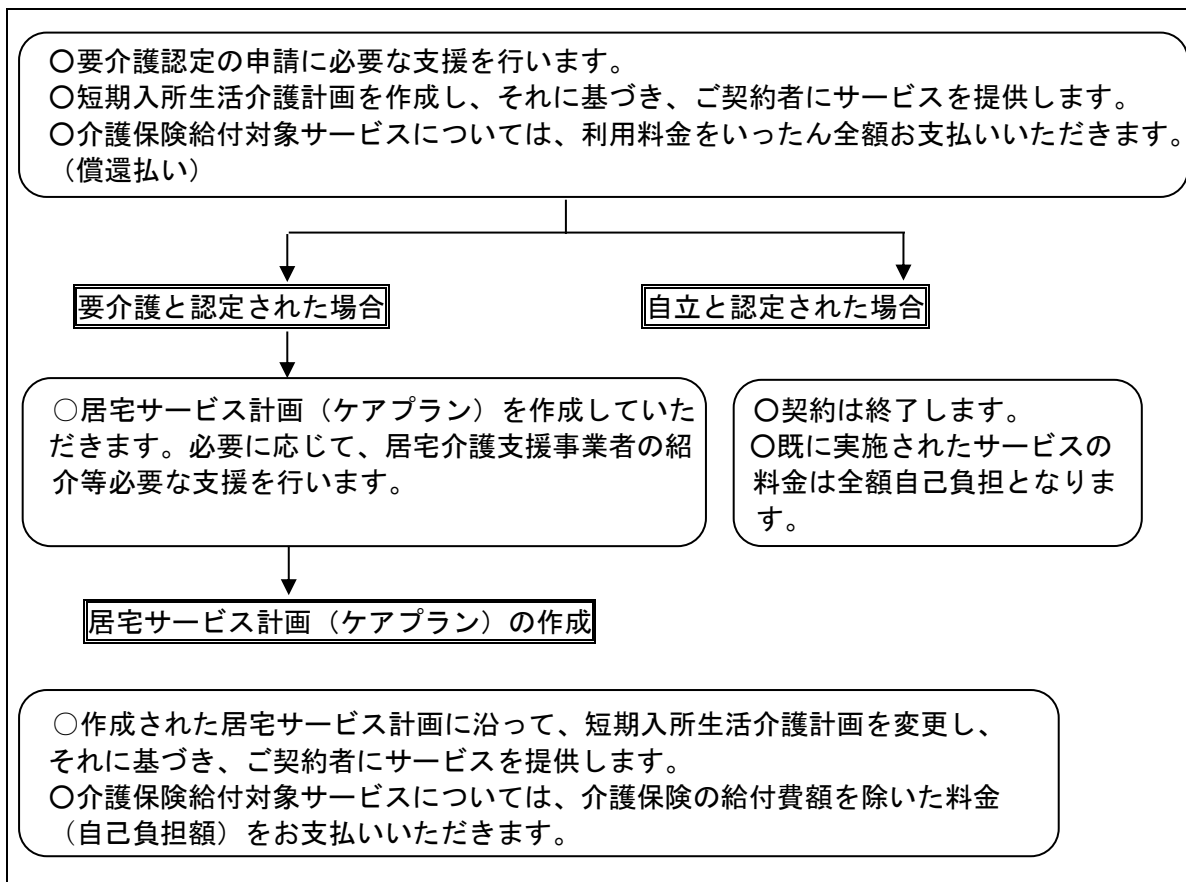 〇要介護認定の申請に必要な支援を行います。
〇短期入所生活介護計画を作成し、それに基づき、ご契約者にサービスを提供します。
〇介護保険給付対象サービスについては、利用料金をいったん全額お支払いいただきます。
（償還払い）
要介護と認定された場合
自立と認定された場合
○居宅サービス計画（ケアプラン）を作成していた
だきます。必要に応じて、居宅介護支援事業者の紹
介等必要な支援を行います。
〇契約は終了します。
〇既に実施されたサービスの
料金は全額自己負担となりま
す。
居宅サービス計画（ケアプラン）の作成
○作成された居宅サービス計画に沿って、短期入所生活介護計画を変更し、
それに基づき、ご契約者にサービスを提供します。
〇介護保険給付対象サービスについては、介護保険の給付費額を除いた料金
（自己負担額）をお支払いいただきます。